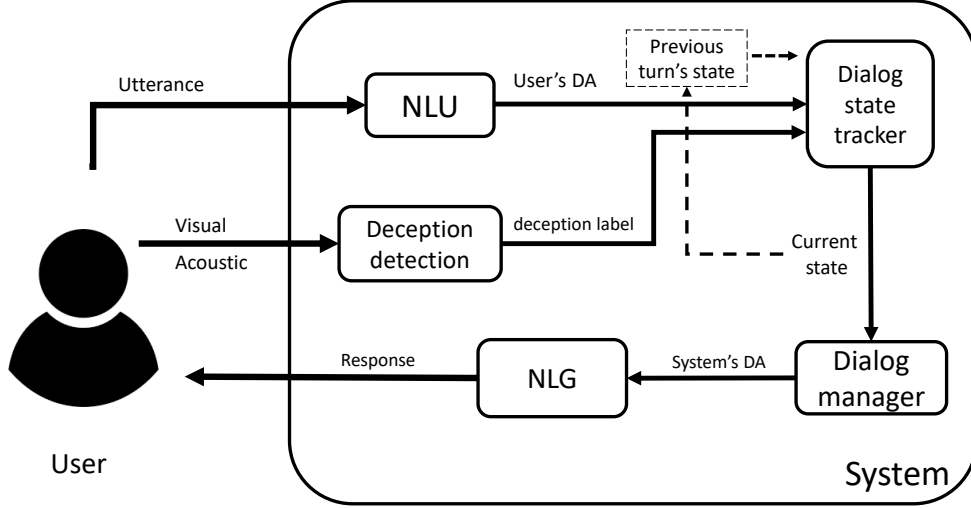 Previous
turn's state
Utterance
NLU
User's DA
Dialog
state
tracker
Visual
Acoustic
Deception
detection
deception label
Current
state
Response
NLG
System's DA
Dialog
manager
User
System